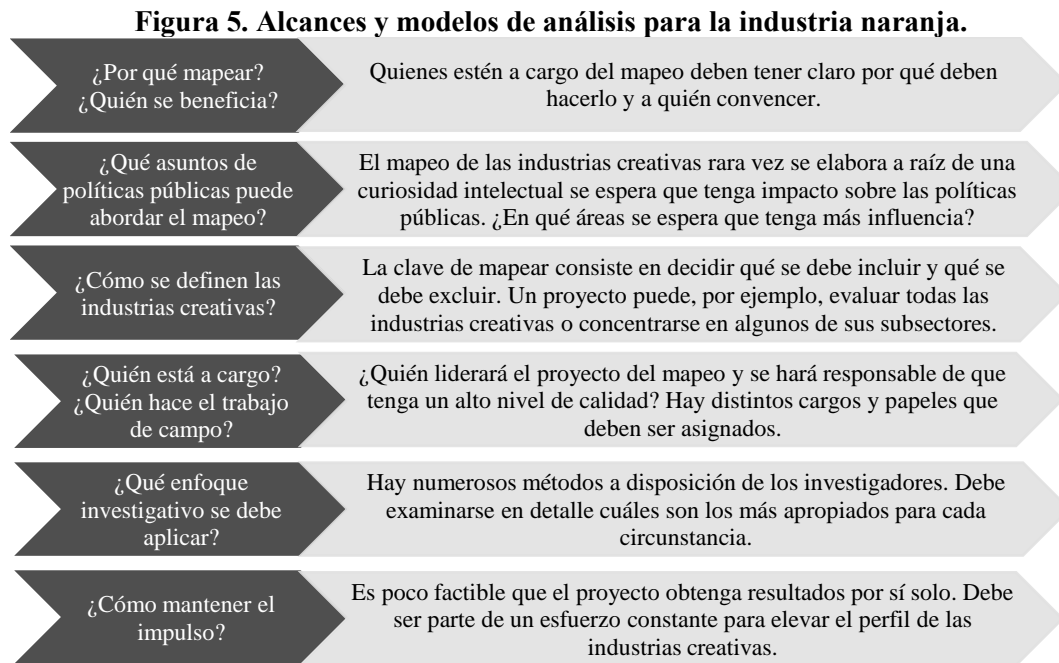 Figura 5. Alcances y modelos de análisis para la industria naranja.
¿Por qué mapear?
¿Quién se beneficia?
Quienes estén a cargo del mapeo deben tener claro por qué deben
hacerlo y a quién convencer.
¿Qué asuntos de
políticas públicas puede
abordar el mapeo?
El mapeo de las industrias creativas rara vez se elabora a raíz de una
curiosidad intelectual se espera que tenga impacto sobre las políticas
públicas. ¿En qué áreas se espera que tenga más influencia?
¿Cómo se definen las
industrias creativas?
La clave de mapear consiste en decidir qué se debe incluir y qué se
debe excluir. Un proyecto puede, por ejemplo, evaluar todas las
industrias creativas o concentrarse en algunos de sus subsectores.
¿Quién está a cargo?
¿Quién hace el trabajo
de campo?
¿Quién liderará el proyecto del mapeo y se hará responsable de que
tenga un alto nivel de calidad? Hay distintos cargos y papeles que
deben ser asignados.
¿Qué enfoque
investigativo se debe
aplicar?
Hay numerosos métodos a disposición de los investigadores. Debe
examinarse en detalle cuáles son los más apropiados para cada
circunstancia.
¿Cómo mantener el
impulso?
Es poco factible que el proyecto obtenga resultados por sí solo. Debe
ser parte de un esfuerzo constante para elevar el perfil de las
industrias creativas.